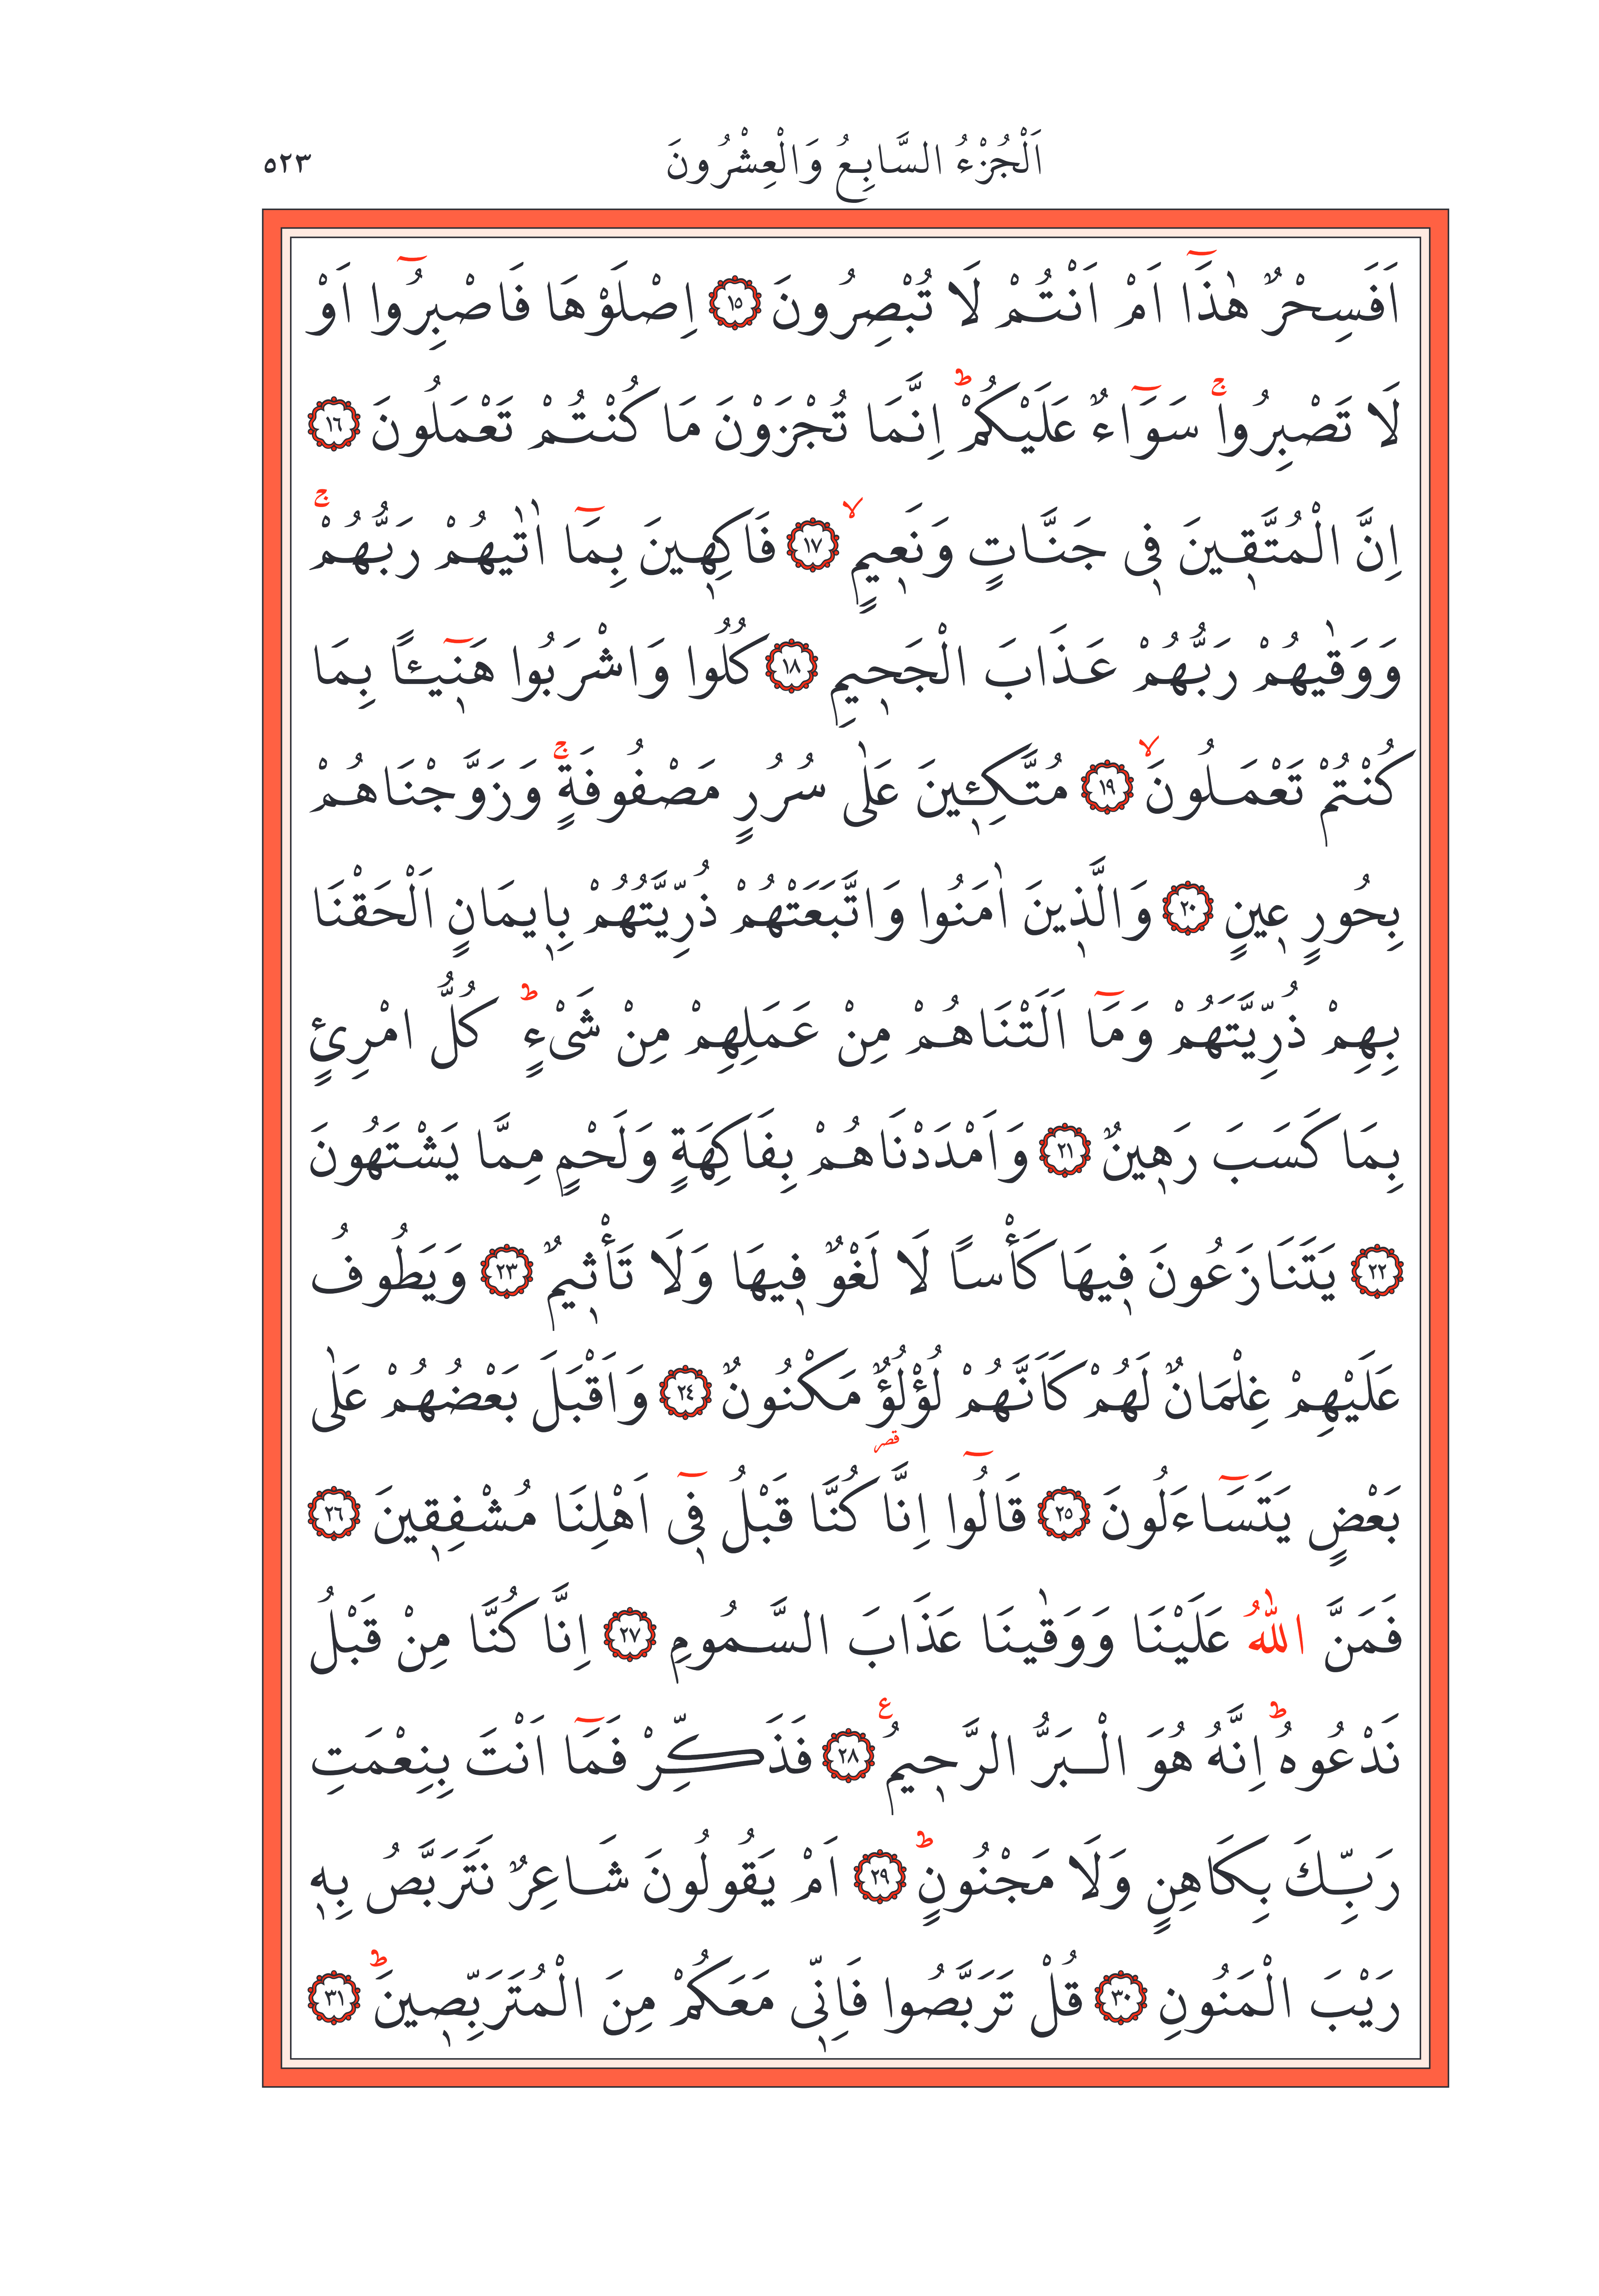 اَلْجُزْءُ السَّابِعُ وَالْعِشْرُونَ ٥٢٣
اَفَسِحْرٌ هٰذَٓا اَمْ اَنْتُمْ لَا تُبْصِرُونَ ﴿١٥﴾ اِصْلَوْهَا فَاصْبِرُٓوا اَوْ
لَا تَصْبِرُواۚ سَوَٓاءٌ عَلَيْكُمْؕ اِنَّمَا تُجْزَوْنَ مَا كُنْتُمْ تَعْمَلُونَ ﴿١٦﴾
اِنَّ الْمُتَّقٖينَ فٖى جَنَّاتٍ وَنَعٖيمٍۙ ﴿١٧﴾ فَاكِهٖينَ بِمَٓا اٰتٰيهُمْ رَبُّهُمْۚ
وَوَقٰيهُمْ رَبُّهُمْ عَذَابَ الْجَحٖيمِ ﴿١٨﴾ كُلُوا وَاشْرَبُوا هَنٖٓيـًٔا بِمَا
كُنْتُمْ تَعْمَلُونَۙ ﴿١٩﴾ مُتَّكِـٖٔينَ عَلٰى سُرُرٍ مَصْفُوفَةٍۚ وَزَوَّجْنَاهُمْ
بِحُورٍ عٖينٍ ﴿٢٠﴾ وَالَّذٖينَ اٰمَنُوا وَاتَّبَعَتْهُمْ ذُرِّيَّتُهُمْ بِاٖيمَانٍ اَلْحَقْنَا
بِهِمْ ذُرِّيَّتَهُمْ وَمَٓا اَلَتْنَاهُمْ مِنْ عَمَلِهِمْ مِنْ شَىْءٍؕ كُلُّ امْرِئٍ
بِمَا كَسَبَ رَهٖينٌ ﴿٢١﴾ وَاَمْدَدْنَاهُمْ بِفَاكِهَةٍ وَلَحْمٍ مِمَّا يَشْتَهُونَ
﴿٢٢﴾ يَتَنَازَعُونَ فٖيهَا كَأْسًا لَا لَغْوٌ فٖيهَا وَلَا تَأْثٖيمٌ ﴿٢٣﴾ وَيَطُوفُ
عَلَيْهِمْ غِلْمَانٌ لَهُمْ كَاَنَّهُمْ لُؤْلُؤٌ مَكْنُونٌ ﴿٢٤﴾ وَاَقْبَلَ بَعْضُهُمْ عَلٰى
بَعْضٍ يَتَسَٓاءَلُونَ ﴿٢٥﴾ قَالُٓوا اِنَّا قصر كُنَّا قَبْلُ فٖٓى اَهْلِنَا مُشْفِقٖينَ ﴿٢٦﴾
فَمَنَّ اللّٰهُ عَلَيْنَا وَوَقٰينَا عَذَابَ السَّمُومِ ﴿٢٧﴾ اِنَّا كُنَّا مِنْ قَبْلُ
نَدْعُوهُؕ اِنَّهُ هُوَ الْبَرُّ الرَّحٖيمُ ع ﴿٢٨﴾ فَذَكِّرْ فَمَٓا اَنْتَ بِنِعْمَتِ
رَبِّكَ بِكَاهِنٍ وَلَا مَجْنُونٍؕ ﴿٢٩﴾ اَمْ يَقُولُونَ شَاعِرٌ نَتَرَبَّصُ بِهٖ
رَيْبَ الْمَنُونِ ﴿٣٠﴾ قُلْ تَرَبَّصُوا فَاِنّٖى مَعَكُمْ مِنَ الْمُتَرَبِّصٖينَؕ ﴿٣١﴾